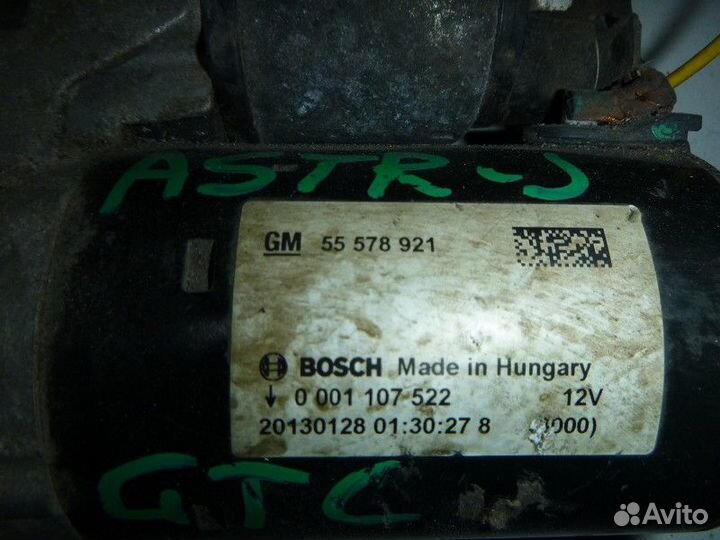 ASTR-J
GM 55 578 921
BOSCH Made in Hungary
0 001 107 522 12V
20130128 01:30:27 8 000)
GTC
Avito